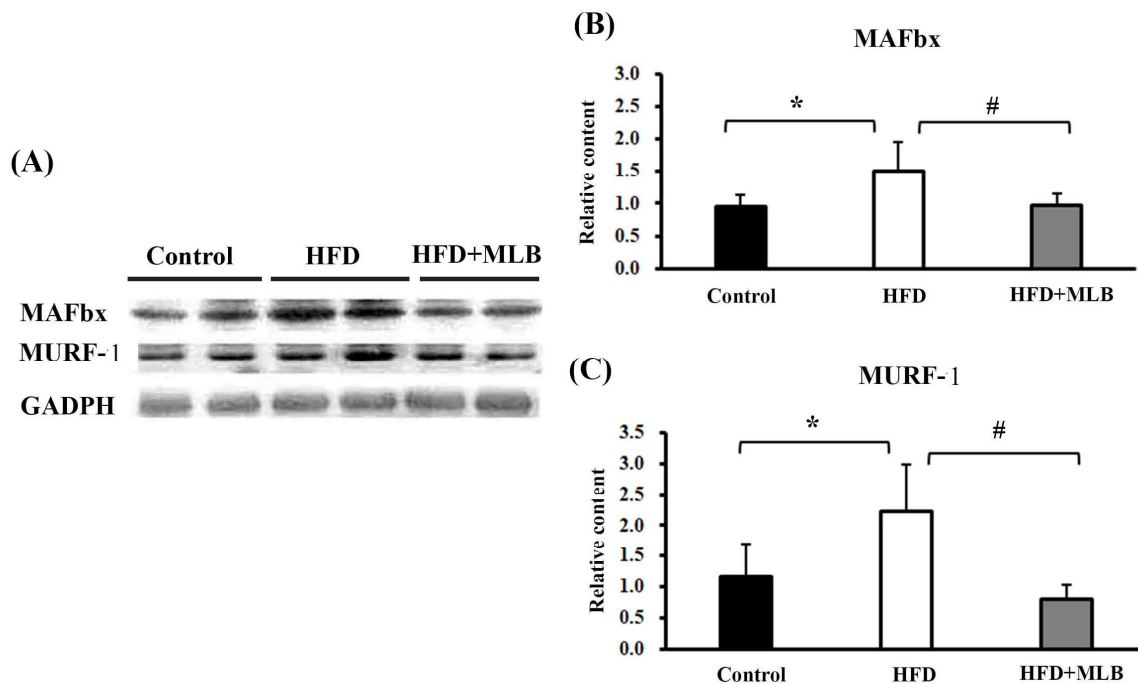 (A)
Control HFD HFD+MLB
MAFbx
MURF-1
GADPH
(B)
MAFbx
Relative content
3.0
2.5
2.0
1.5
1.0
0.5
0.0
* #
Control HFD HFD+MLB
(C)
MURF-1
Relative content
3.5
3.0
2.5
2.0
1.5
1.0
0.5
0.0
* #
Control HFD HFD+MLB